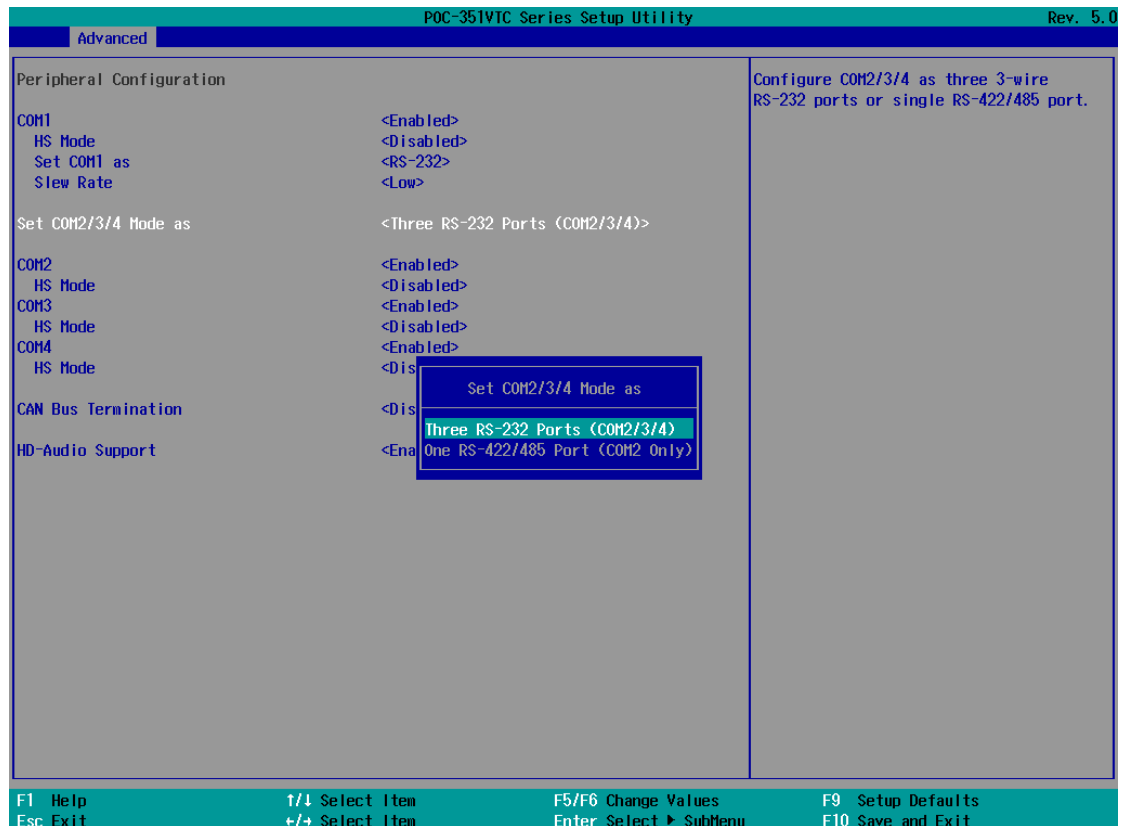 POC-351VTC Series Setup Utility Rev. 5.0
Advanced
Peripheral Configuration
Configure COM2/3/4 as three 3-wire
RS-232 ports or single RS-422/485 port.
COM1 <Enabled>
HS Mode <Disabled>
Set COM1 as <RS-232>
Slew Rate <Low>
Set COM2/3/4 Mode as <Three RS-232 Ports (COM2/3/4)>
COM2 <Enabled>
HS Mode <Disabled>
COM3 <Enabled>
HS Mode <Disabled>
COM4 <Enabled>
HS Mode <Dis
CAN Bus Termination <Dis
HD-Audio Support <Ena
Set COM2/3/4 Mode as
Three RS-232 Ports (COM2/3/4)
One RS-422/485 Port (COM2 Only)
F1 Help ↑/↓ Select Item F5/F6 Change Values F9 Setup Defaults
Esc Exit ←/→ Select Item Enter Select ▶ SubMenu F10 Save and Exit